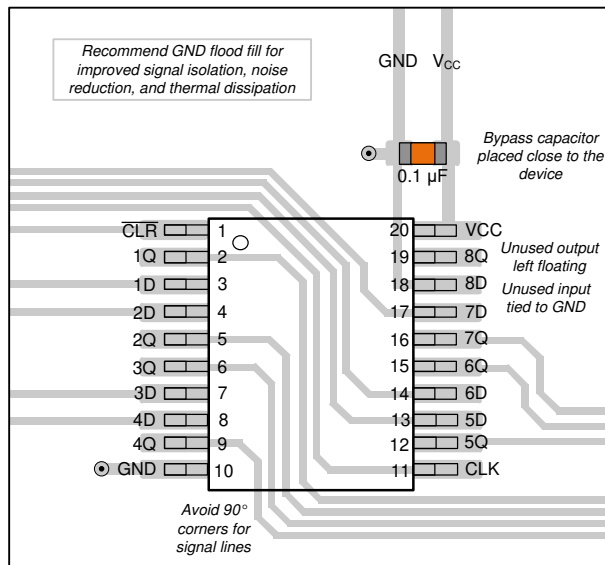 Recommend GND flood fill for
improved signal isolation, noise
reduction, and thermal dissipation
GND VCC
Bypass capacitor
placed close to the
device
0.1 µF
CLR 1 20 VCC
1Q 2 19 8Q
Unused output
left floating
1D 3 18 8D
Unused input
tied to GND
2D 4 17 7D
2Q 5 16 7Q
3Q 6 15 6Q
3D 7 14 6D
4D 8 13 5D
4Q 9 12 5Q
GND 10 11 CLK
Avoid 90°
corners for
signal lines